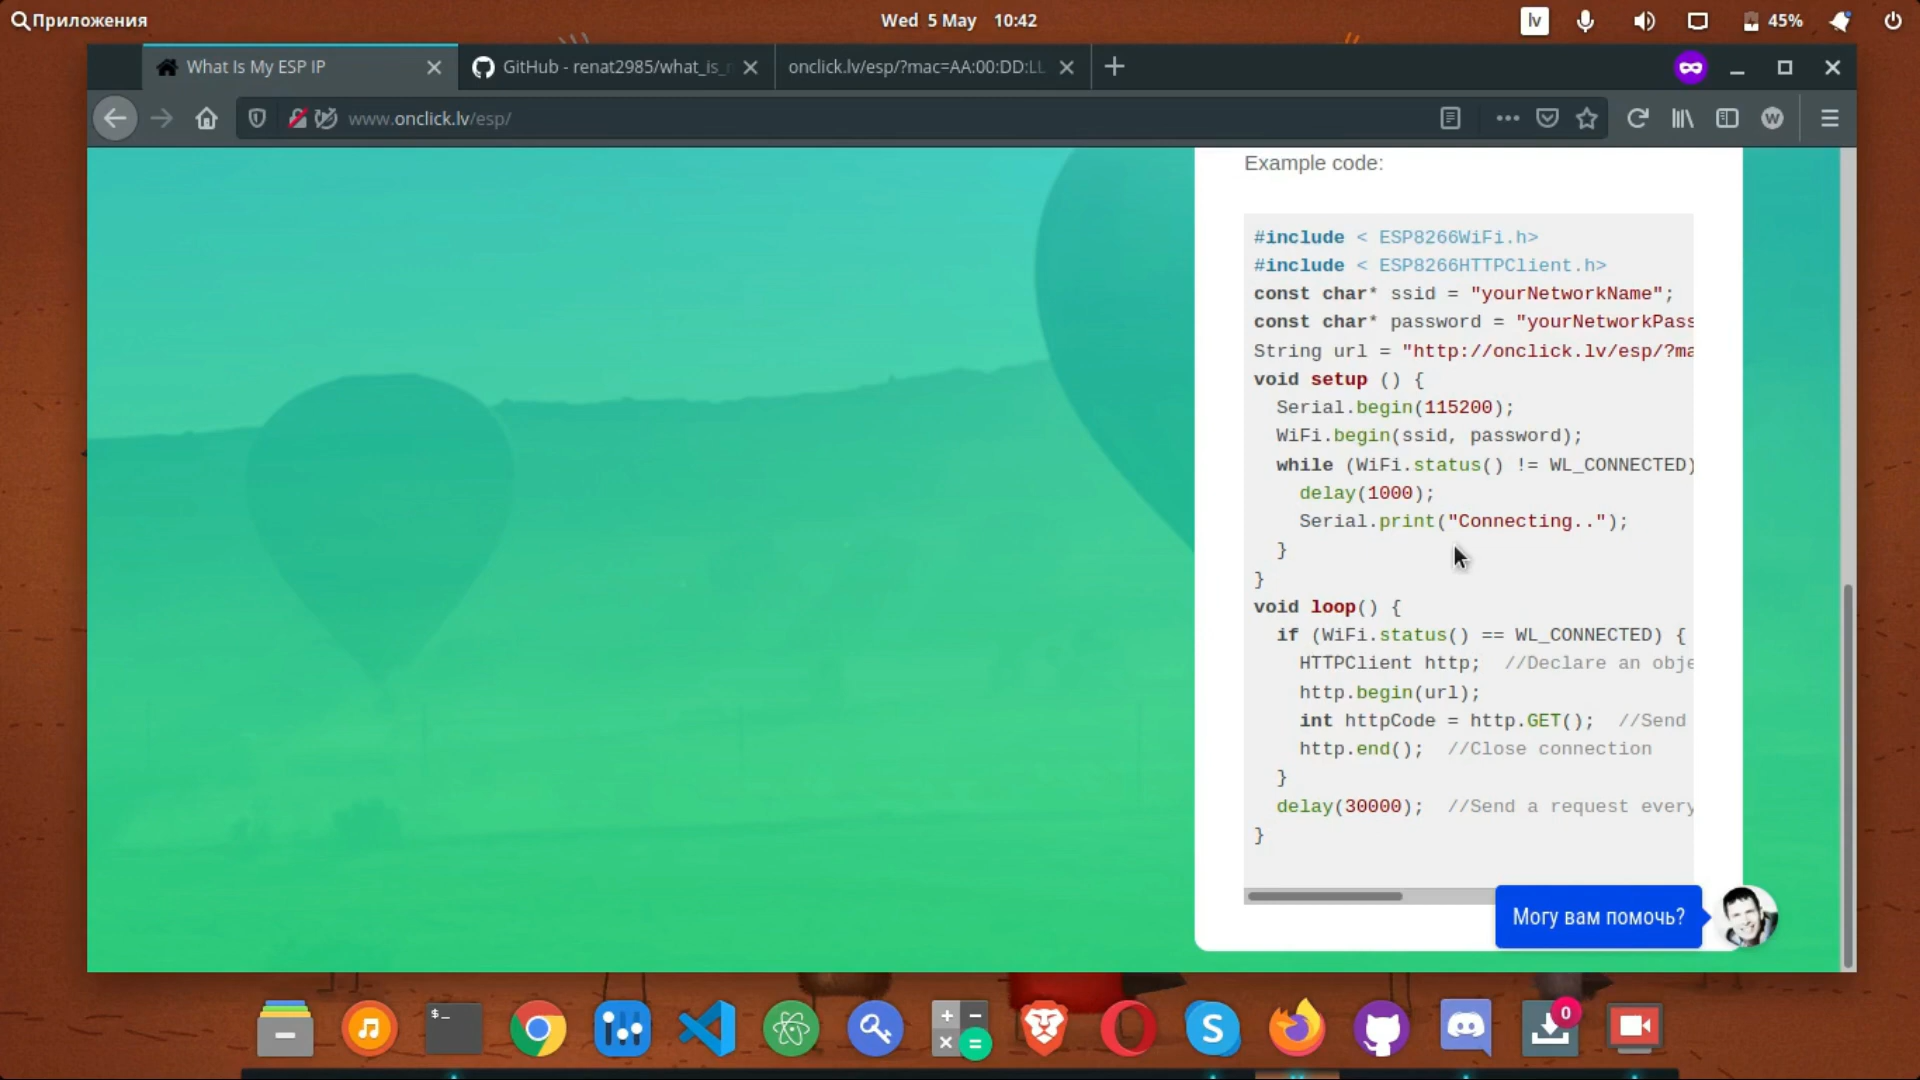 Приложения
Wed 5 May 10:42
lv
45%
What Is My ESP IP
GitHub - renat2985/what_is_
onclick.lv/esp/?mac=AA:00:DD:LL
www.onclick.lv/esp/
Example code:
#include < ESP8266WiFi.h>
#include < ESP8266HTTPClient.h>
const char* ssid = "yourNetworkName";
const char* password = "yourNetworkPass
String url = "http://onclick.lv/esp/?ma
void setup () {
Serial.begin(115200);
WiFi.begin(ssid, password);
while (WiFi.status() != WL_CONNECTED)
delay(1000);
Serial.print("Connecting..");
}
}
void loop() {
if (WiFi.status() == WL_CONNECTED) {
HTTPClient http; //Declare an obje
http.begin(url);
int httpCode = http.GET(); //Send
http.end(); //Close connection
}
delay(30000); //Send a request every
}
Могу вам помочь?
$_
S
0